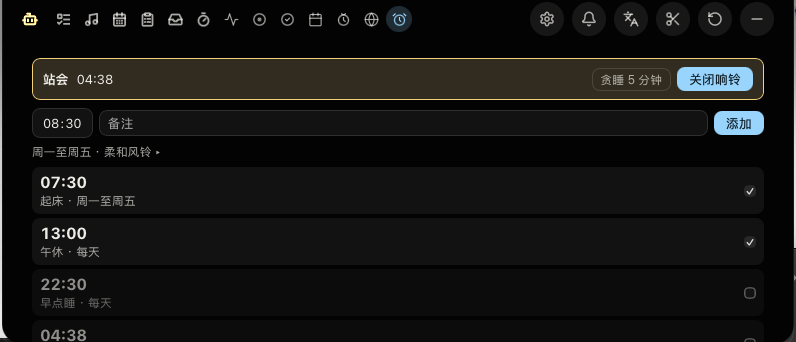 站会 04:38 贪睡 5 分钟 关闭响铃
08:30 备注 添加
周一至周五 · 柔和风铃 ▸
07:30
起床 · 周一至周五
13:00
午休 · 每天
22:30
早点睡 · 每天
04:38